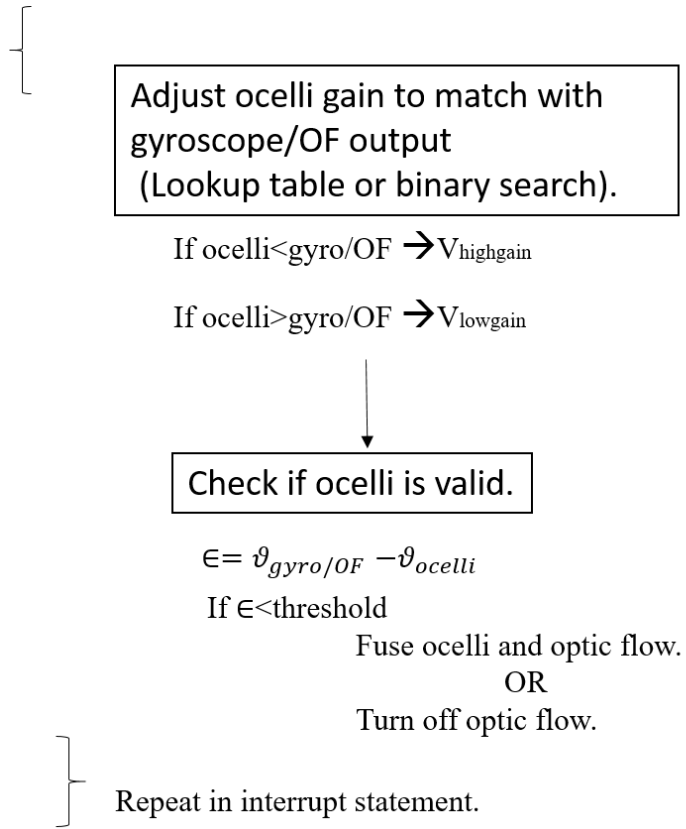 Adjust ocelli gain to match with
gyroscope/OF output
(Lookup table or binary search).
If ocelli<gyro/OF →Vhighgain
If ocelli>gyro/OF →Vlowgain
Check if ocelli is valid.
∈= 𝜗gyro/OF −𝜗ocelli
If ∈<threshold
Fuse ocelli and optic flow.
OR
Turn off optic flow.
Repeat in interrupt statement.